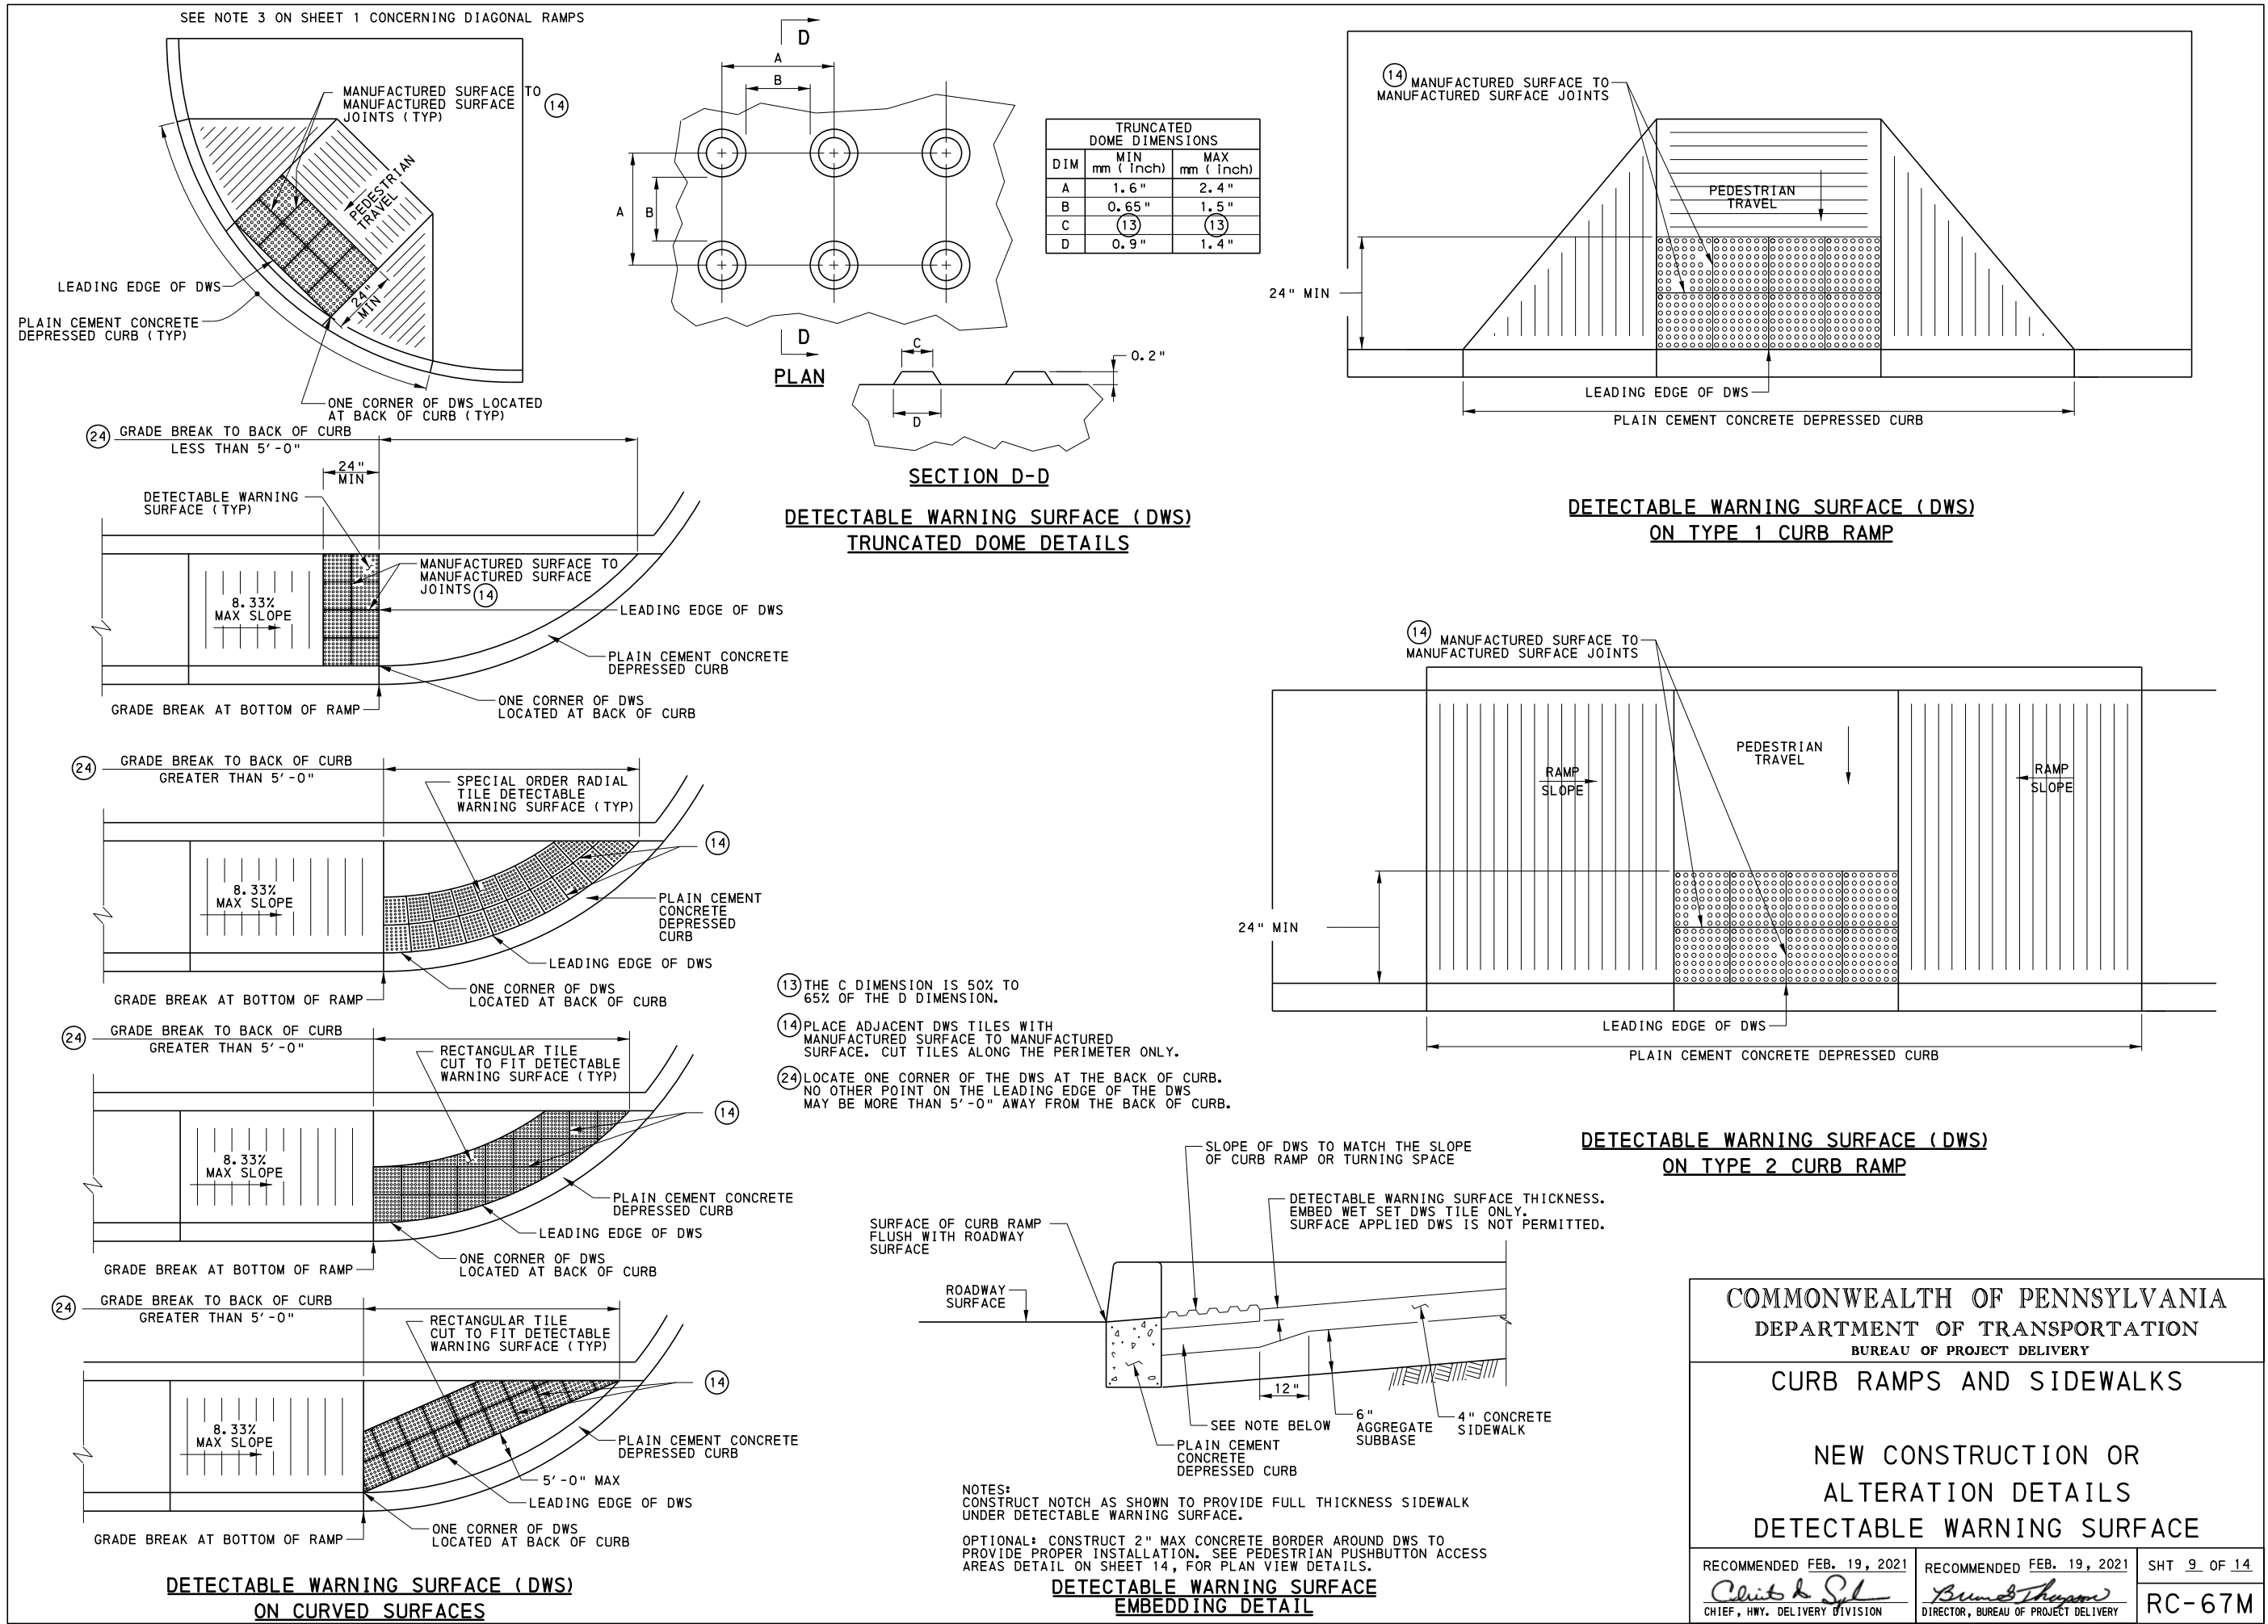 SEE NOTE 3 ON SHEET 1 CONCERNING DIAGONAL RAMPS
MANUFACTURED SURFACE TO
MANUFACTURED SURFACE
JOINTS (TYP)
14
PEDESTRIAN
TRAVEL
LEADING EDGE OF DWS
24"
MIN
PLAIN CEMENT CONCRETE
DEPRESSED CURB (TYP)
ONE CORNER OF DWS LOCATED
AT BACK OF CURB (TYP)
24
GRADE BREAK TO BACK OF CURB
LESS THAN 5'-0"
24"
MIN
DETECTABLE WARNING
SURFACE (TYP)
MANUFACTURED SURFACE TO
MANUFACTURED SURFACE
JOINTS
14
8.33%
MAX SLOPE
LEADING EDGE OF DWS
PLAIN CEMENT CONCRETE
DEPRESSED CURB
ONE CORNER OF DWS
LOCATED AT BACK OF CURB
GRADE BREAK AT BOTTOM OF RAMP
24
GRADE BREAK TO BACK OF CURB
GREATER THAN 5'-0"
SPECIAL ORDER RADIAL
TILE DETECTABLE
WARNING SURFACE (TYP)
14
8.33%
MAX SLOPE
PLAIN CEMENT
CONCRETE
DEPRESSED
CURB
LEADING EDGE OF DWS
ONE CORNER OF DWS
LOCATED AT BACK OF CURB
GRADE BREAK AT BOTTOM OF RAMP
24
GRADE BREAK TO BACK OF CURB
GREATER THAN 5'-0"
RECTANGULAR TILE
CUT TO FIT DETECTABLE
WARNING SURFACE (TYP)
14
8.33%
MAX SLOPE
PLAIN CEMENT CONCRETE
DEPRESSED CURB
LEADING EDGE OF DWS
ONE CORNER OF DWS
LOCATED AT BACK OF CURB
GRADE BREAK AT BOTTOM OF RAMP
24
GRADE BREAK TO BACK OF CURB
GREATER THAN 5'-0"
RECTANGULAR TILE
CUT TO FIT DETECTABLE
WARNING SURFACE (TYP)
14
8.33%
MAX SLOPE
PLAIN CEMENT CONCRETE
DEPRESSED CURB
5'-0" MAX
LEADING EDGE OF DWS
ONE CORNER OF DWS
LOCATED AT BACK OF CURB
GRADE BREAK AT BOTTOM OF RAMP
DETECTABLE WARNING SURFACE (DWS)
ON CURVED SURFACES
D
A
B
A
B
D
PLAN
C
0.2"
D
SECTION D-D
DETECTABLE WARNING SURFACE (DWS)
TRUNCATED DOME DETAILS
TRUNCATED
DOME DIMENSIONS
DIM MIN mm (inch) MAX mm (inch)
A 1.6" 2.4"
B 0.65" 1.5"
C 13 13
D 0.9" 1.4"
14
MANUFACTURED SURFACE TO
MANUFACTURED SURFACE JOINTS
PEDESTRIAN
TRAVEL
24" MIN
LEADING EDGE OF DWS
PLAIN CEMENT CONCRETE DEPRESSED CURB
DETECTABLE WARNING SURFACE (DWS)
ON TYPE 1 CURB RAMP
14
MANUFACTURED SURFACE TO
MANUFACTURED SURFACE JOINTS
PEDESTRIAN
TRAVEL
RAMP
SLOPE
RAMP
SLOPE
24" MIN
LEADING EDGE OF DWS
PLAIN CEMENT CONCRETE DEPRESSED CURB
DETECTABLE WARNING SURFACE (DWS)
ON TYPE 2 CURB RAMP
13 THE C DIMENSION IS 50% TO
65% OF THE D DIMENSION.
14 PLACE ADJACENT DWS TILES WITH
MANUFACTURED SURFACE TO MANUFACTURED
SURFACE. CUT TILES ALONG THE PERIMETER ONLY.
24 LOCATE ONE CORNER OF THE DWS AT THE BACK OF CURB.
NO OTHER POINT ON THE LEADING EDGE OF THE DWS
MAY BE MORE THAN 5'-0" AWAY FROM THE BACK OF CURB.
SLOPE OF DWS TO MATCH THE SLOPE
OF CURB RAMP OR TURNING SPACE
DETECTABLE WARNING SURFACE THICKNESS.
EMBED WET SET DWS TILE ONLY.
SURFACE APPLIED DWS IS NOT PERMITTED.
SURFACE OF CURB RAMP
FLUSH WITH ROADWAY
SURFACE
ROADWAY
SURFACE
12"
SEE NOTE BELOW
6"
AGGREGATE
SUBBASE
4" CONCRETE
SIDEWALK
PLAIN CEMENT
CONCRETE
DEPRESSED CURB
NOTES:
CONSTRUCT NOTCH AS SHOWN TO PROVIDE FULL THICKNESS SIDEWALK
UNDER DETECTABLE WARNING SURFACE.
OPTIONAL: CONSTRUCT 2" MAX CONCRETE BORDER AROUND DWS TO
PROVIDE PROPER INSTALLATION. SEE PEDESTRIAN PUSHBUTTON ACCESS
AREAS DETAIL ON SHEET 14, FOR PLAN VIEW DETAILS.
DETECTABLE WARNING SURFACE
EMBEDDING DETAIL
COMMONWEALTH OF PENNSYLVANIA
DEPARTMENT OF TRANSPORTATION
BUREAU OF PROJECT DELIVERY
CURB RAMPS AND SIDEWALKS
NEW CONSTRUCTION OR
ALTERATION DETAILS
DETECTABLE WARNING SURFACE
RECOMMENDED FEB. 19, 2021
CHIEF, HWY. DELIVERY DIVISION
RECOMMENDED FEB. 19, 2021
DIRECTOR, BUREAU OF PROJECT DELIVERY
SHT 9 OF 14
RC-67M